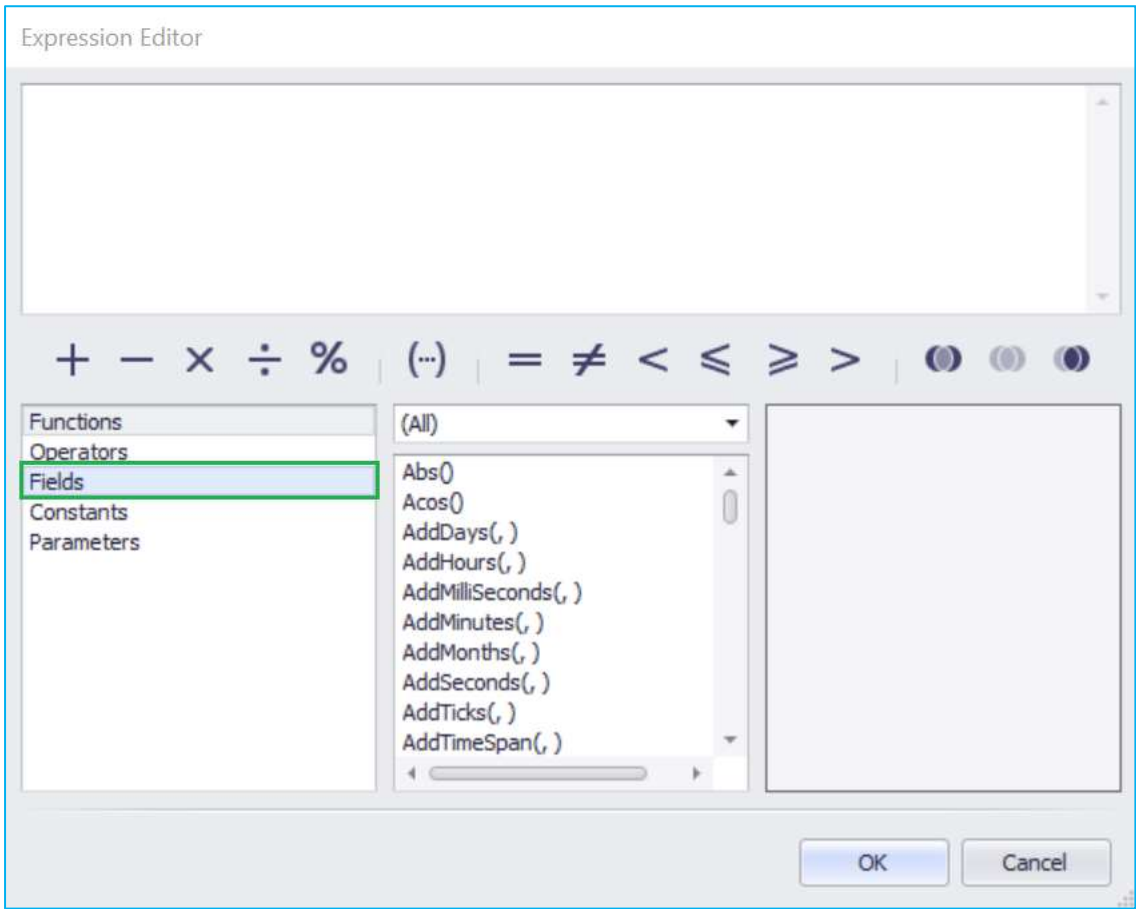 Expression Editor
+ − × ÷ % (···) = ≠ < ⩽ ⩾ >
Functions
Operators
Fields
Constants
Parameters
(All)
Abs()
Acos()
AddDays(, )
AddHours(, )
AddMilliSeconds(, )
AddMinutes(, )
AddMonths(, )
AddSeconds(, )
AddTicks(, )
AddTimeSpan(, )
OK Cancel